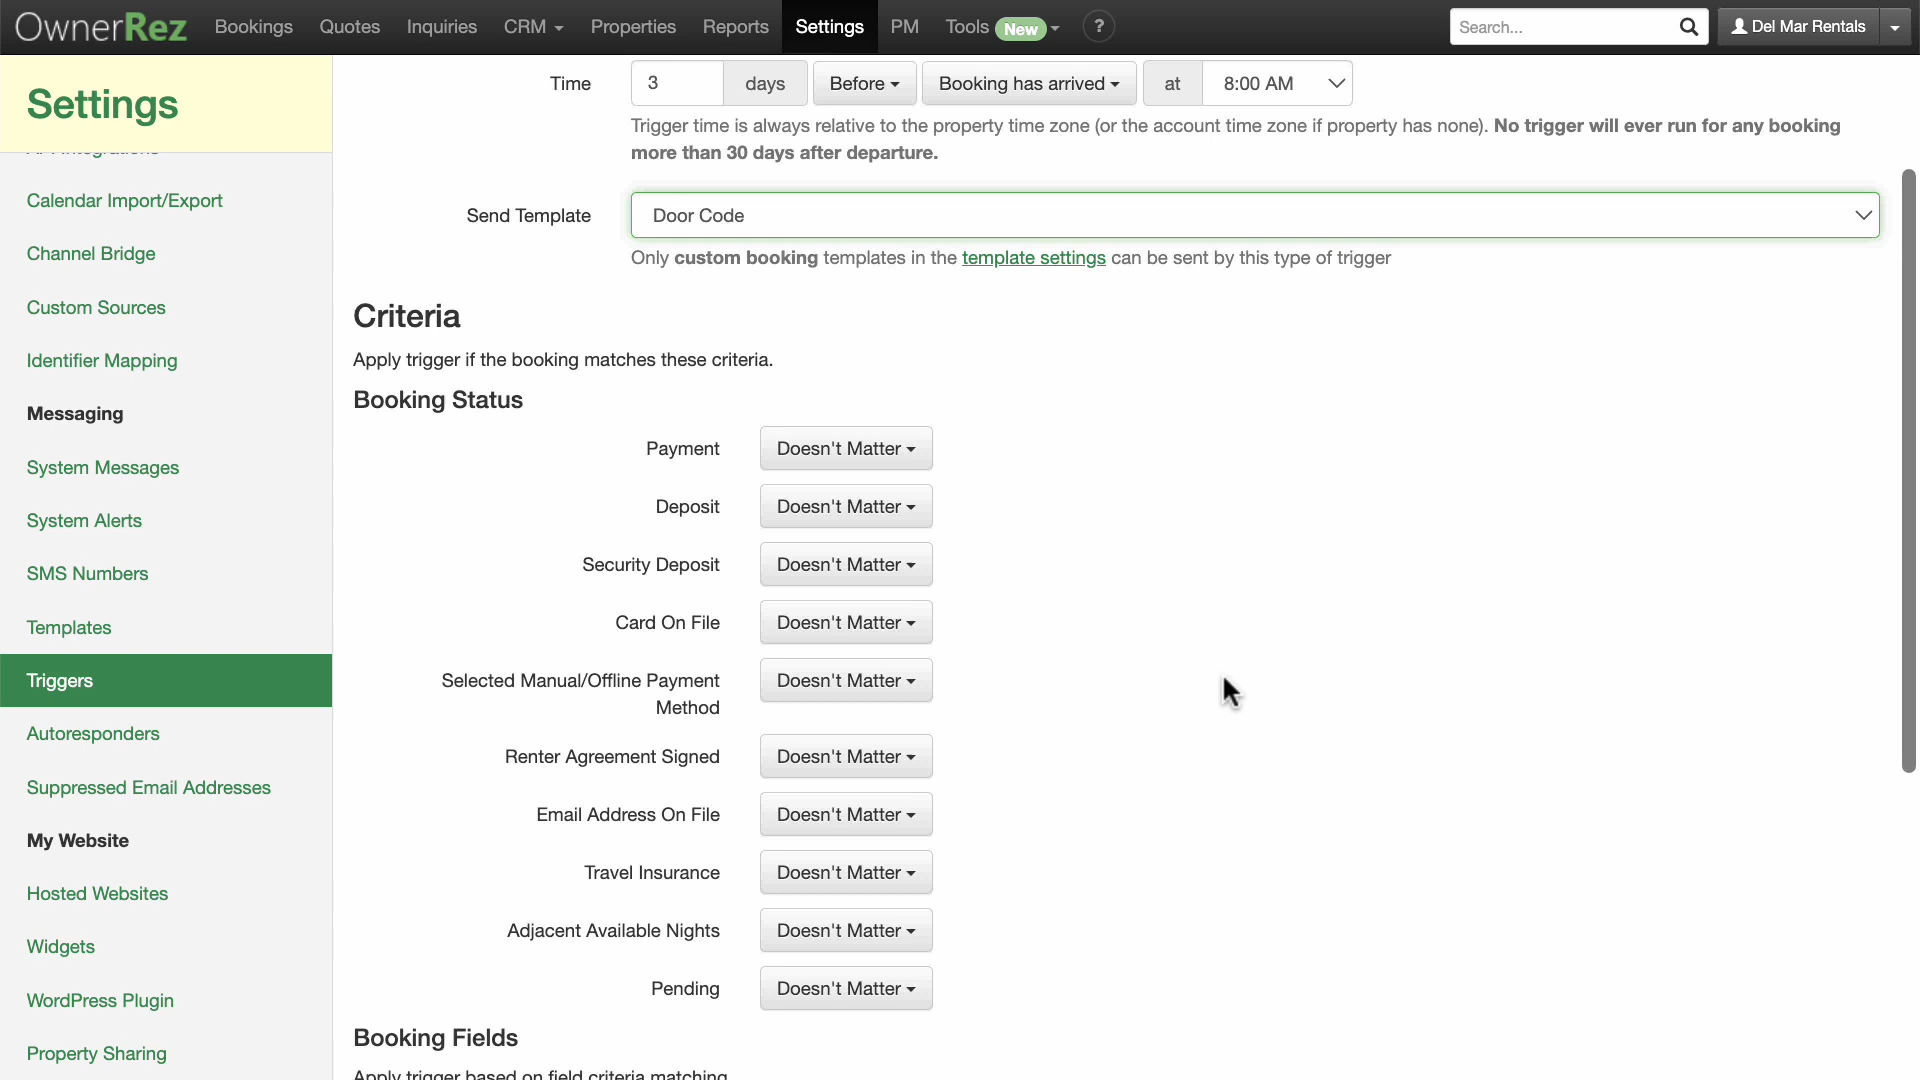 OwnerRez Bookings Quotes Inquiries CRM Properties Reports Settings PM Tools New ? Search... Del Mar Rentals
Settings
Calendar Import/Export
Channel Bridge
Custom Sources
Identifier Mapping
Messaging
System Messages
System Alerts
SMS Numbers
Templates
Triggers
Autoresponders
Suppressed Email Addresses
My Website
Hosted Websites
Widgets
WordPress Plugin
Property Sharing
Time 3 days Before Booking has arrived at 8:00 AM
Trigger time is always relative to the property time zone (or the account time zone if property has none). No trigger will ever run for any booking
more than 30 days after departure.
Send Template Door Code
Only custom booking templates in the template settings can be sent by this type of trigger
Criteria
Apply trigger if the booking matches these criteria.
Booking Status
Payment Doesn't Matter
Deposit Doesn't Matter
Security Deposit Doesn't Matter
Card On File Doesn't Matter
Selected Manual/Offline Payment Doesn't Matter
Method
Renter Agreement Signed Doesn't Matter
Email Address On File Doesn't Matter
Travel Insurance Doesn't Matter
Adjacent Available Nights Doesn't Matter
Pending Doesn't Matter
Booking Fields
Apply trigger based on field criteria matching